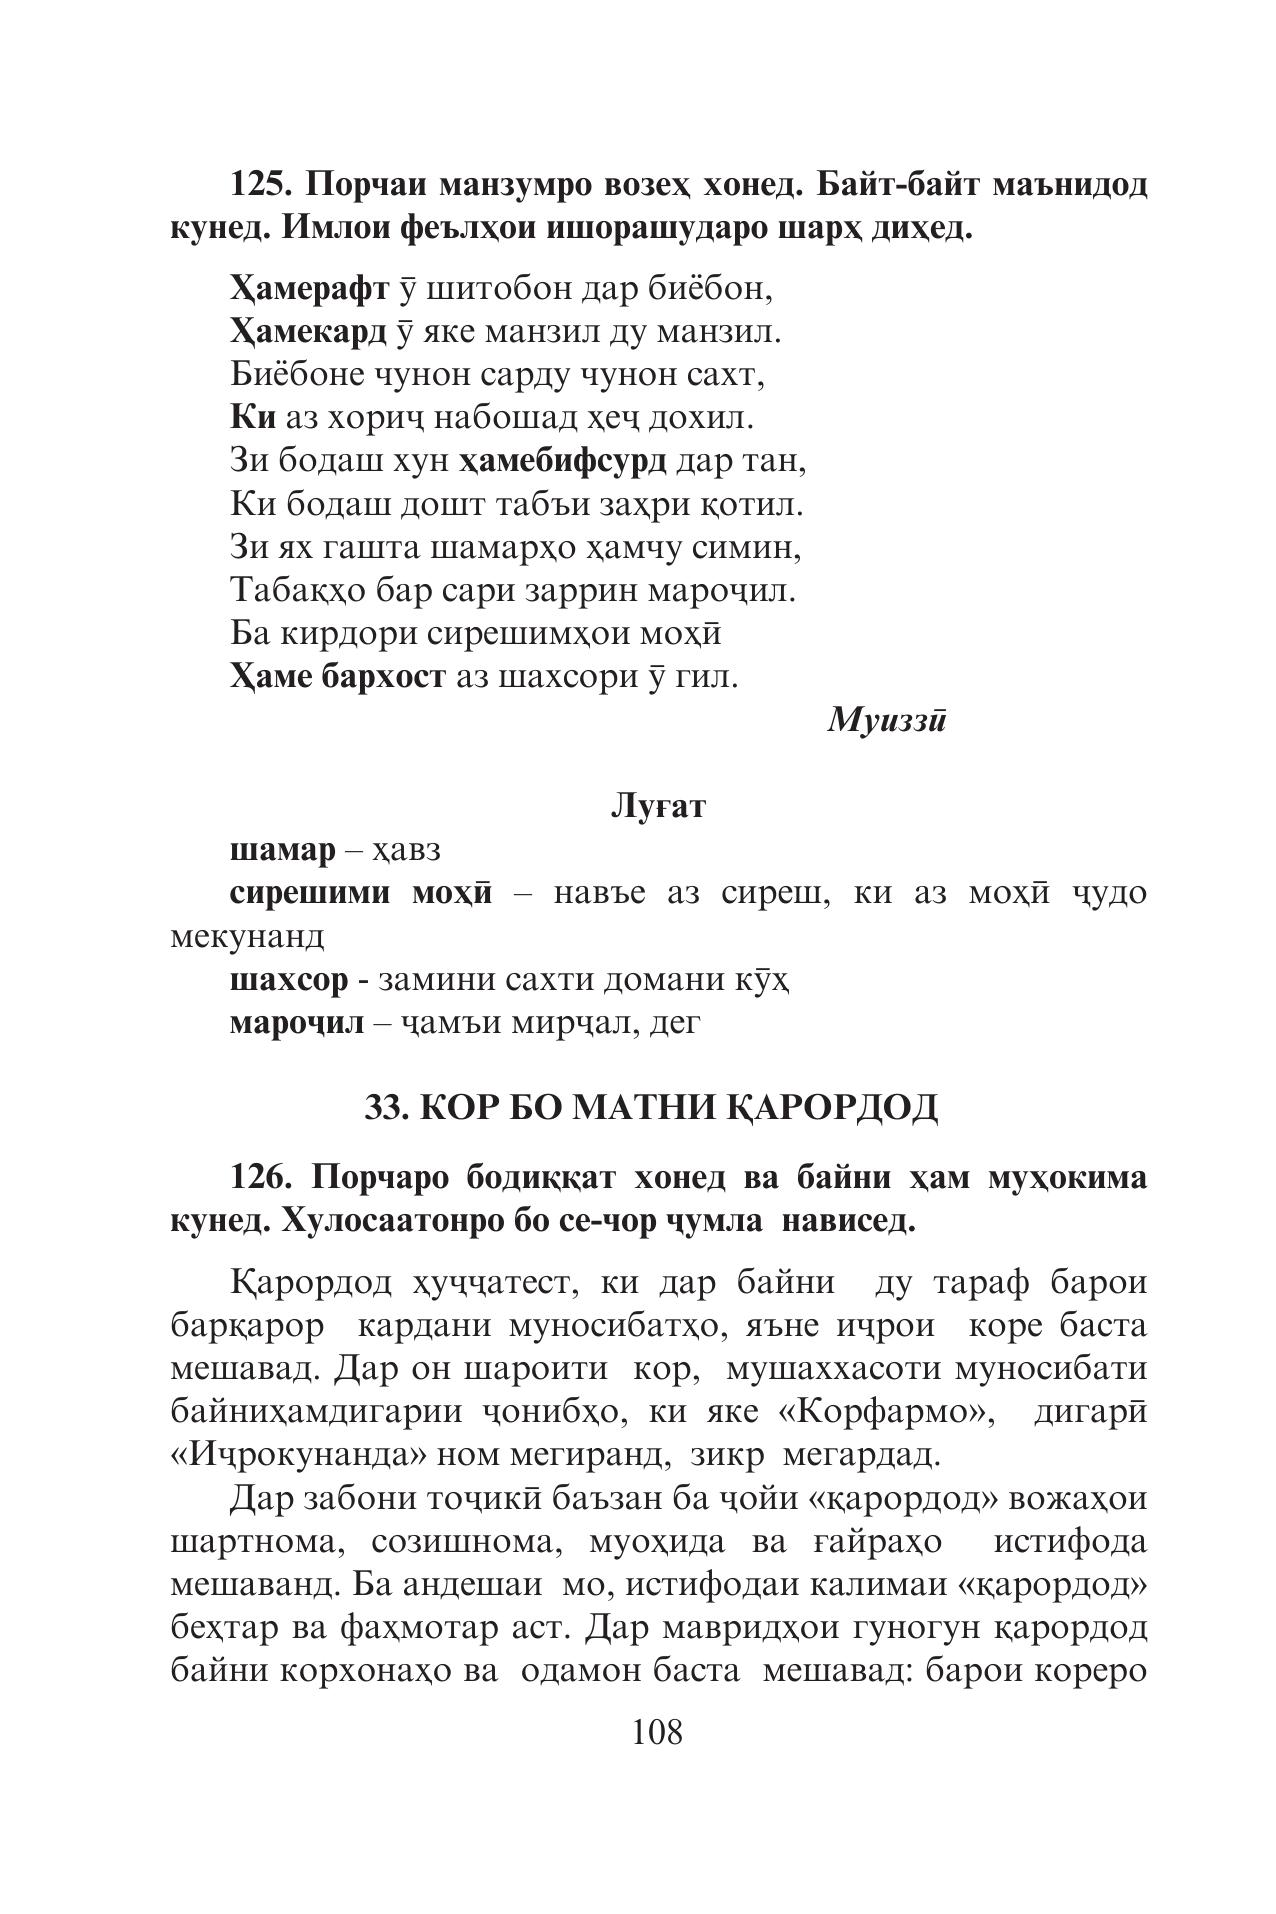 125. Порчаи манзумро возеҳ хонед. Байт-байт маънидод
кунед. Имлои феълҳои ишорашударо шарҳ диҳед.
Ҳамерафт ӯ шитобон дар биёбон,
Ҳамекард ӯ яке манзил ду манзил.
Биёбоне чунон сарду чунон сахт,
Ки аз хориҷ набошад ҳеҷ дохил.
Зи бодаш хун ҳамебифсурд дар тан,
Ки бодаш дошт табъи заҳри қотил.
Зи ях гашта шамарҳо ҳамчу симин,
Табақҳо бар сари заррин мароҷил.
Ба кирдори сирешимҳои моҳӣ
Ҳаме бархост аз шахсори ӯ гил.
Муиззӣ
Луғат
шамар – ҳавз
сирешими моҳӣ – навъе аз сиреш, ки аз моҳӣ ҷудо
мекунанд
шахсор - замини сахти домани кӯҳ
мароҷил – ҷамъи мирҷал, дег
33. КОР БО МАТНИ ҚАРОРДОД
126. Порчаро бодиққат хонед ва байни ҳам муҳокима
кунед. Хулосаатонро бо се-чор ҷумла нависед.
Қарордод ҳуҷҷатест, ки дар байни ду тараф барои
барқарор кардани муносибатҳо, яъне иҷрои коре баста
мешавад. Дар он шароити кор, мушаххасоти муносибати
байниҳамдигарии ҷонибҳо, ки яке «Корфармо», дигарӣ
«Иҷрокунанда» ном мегиранд, зикр мегардад.
Дар забони тоҷикӣ баъзан ба ҷойи «қарордод» вожаҳои
шартнома, созишнома, муоҳида ва ғайраҳо истифода
мешаванд. Ба андешаи мо, истифодаи калимаи «қарордод»
беҳтар ва фаҳмотар аст. Дар мавридҳои гуногун қарордод
байни корхонаҳо ва одамон баста мешавад: барои кореро
108